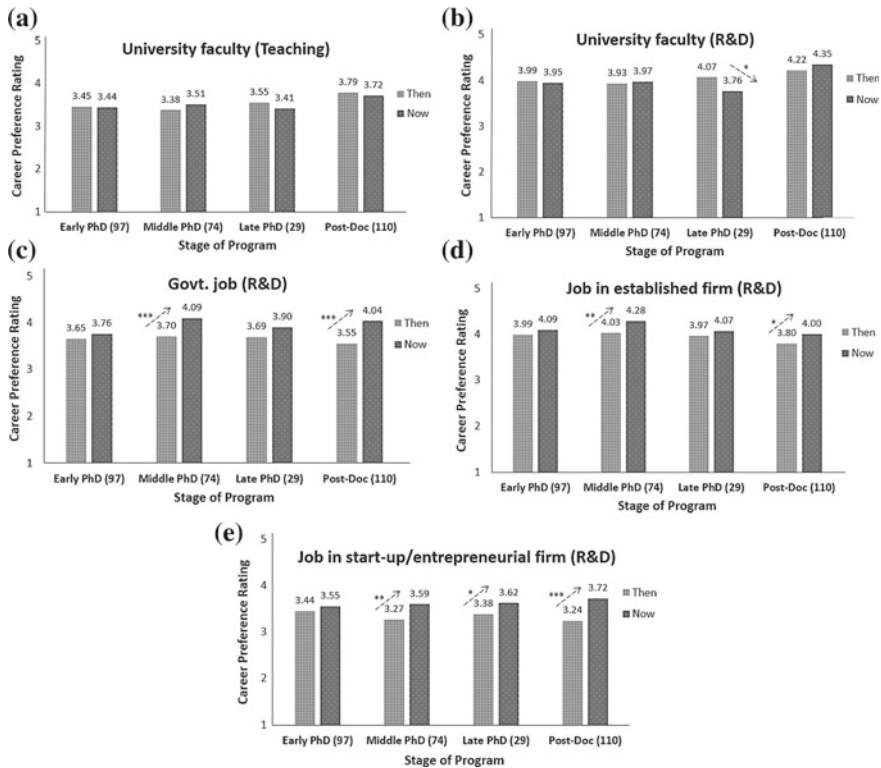 (a)
University faculty (Teaching)
Career Preference Rating
5
4
3
2
1
3.45 3.44
3.38 3.51
3.55 3.41
3.79 3.72
Then
Now
Early PhD (97) Middle PhD (74) Late PhD (29) Post-Doc (110)
Stage of Program
(b)
University faculty (R&D)
Career Preference Rating
5
4
3
2
1
3.99 3.95
3.93 3.97
4.07 3.76 *
4.22 4.35
Then
Now
Early PhD (97) Middle PhD (74) Late PhD (29) Post-Doc (110)
Stage of Program
(c)
Govt. job (R&D)
Career Preference Rating
5
4
3
2
1
3.65 3.76
*** 3.70 4.09
3.69 3.90
*** 3.55 4.04
Then
Now
Early PhD (97) Middle PhD (74) Late PhD (29) Post-Doc (110)
Stage of Program
(d)
Job in established firm (R&D)
Career Preference Rating
5
4
3
2
1
3.99 4.09
** 4.03 4.28
3.97 4.07
* 3.80 4.00
Then
Now
Early PhD (97) Middle PhD (74) Late PhD (29) Post-Doc (110)
Stage of Program
(e)
Job in start-up/entrepreneurial firm (R&D)
Career Preference Rating
5
4
3
2
1
3.44 3.55
** 3.27 3.59
* 3.38 3.62
*** 3.24 3.72
Then
Now
Early PhD (97) Middle PhD (74) Late PhD (29) Post-Doc (110)
Stage of Program